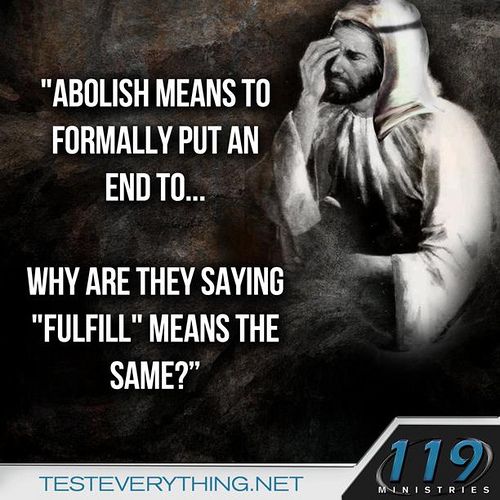 "ABOLISH MEANS TO
FORMALLY PUT AN
END TO...
WHY ARE THEY SAYING
"FULFILL" MEANS THE
SAME?”
119
MINISTRIES
TESTEVERYTHING.NET